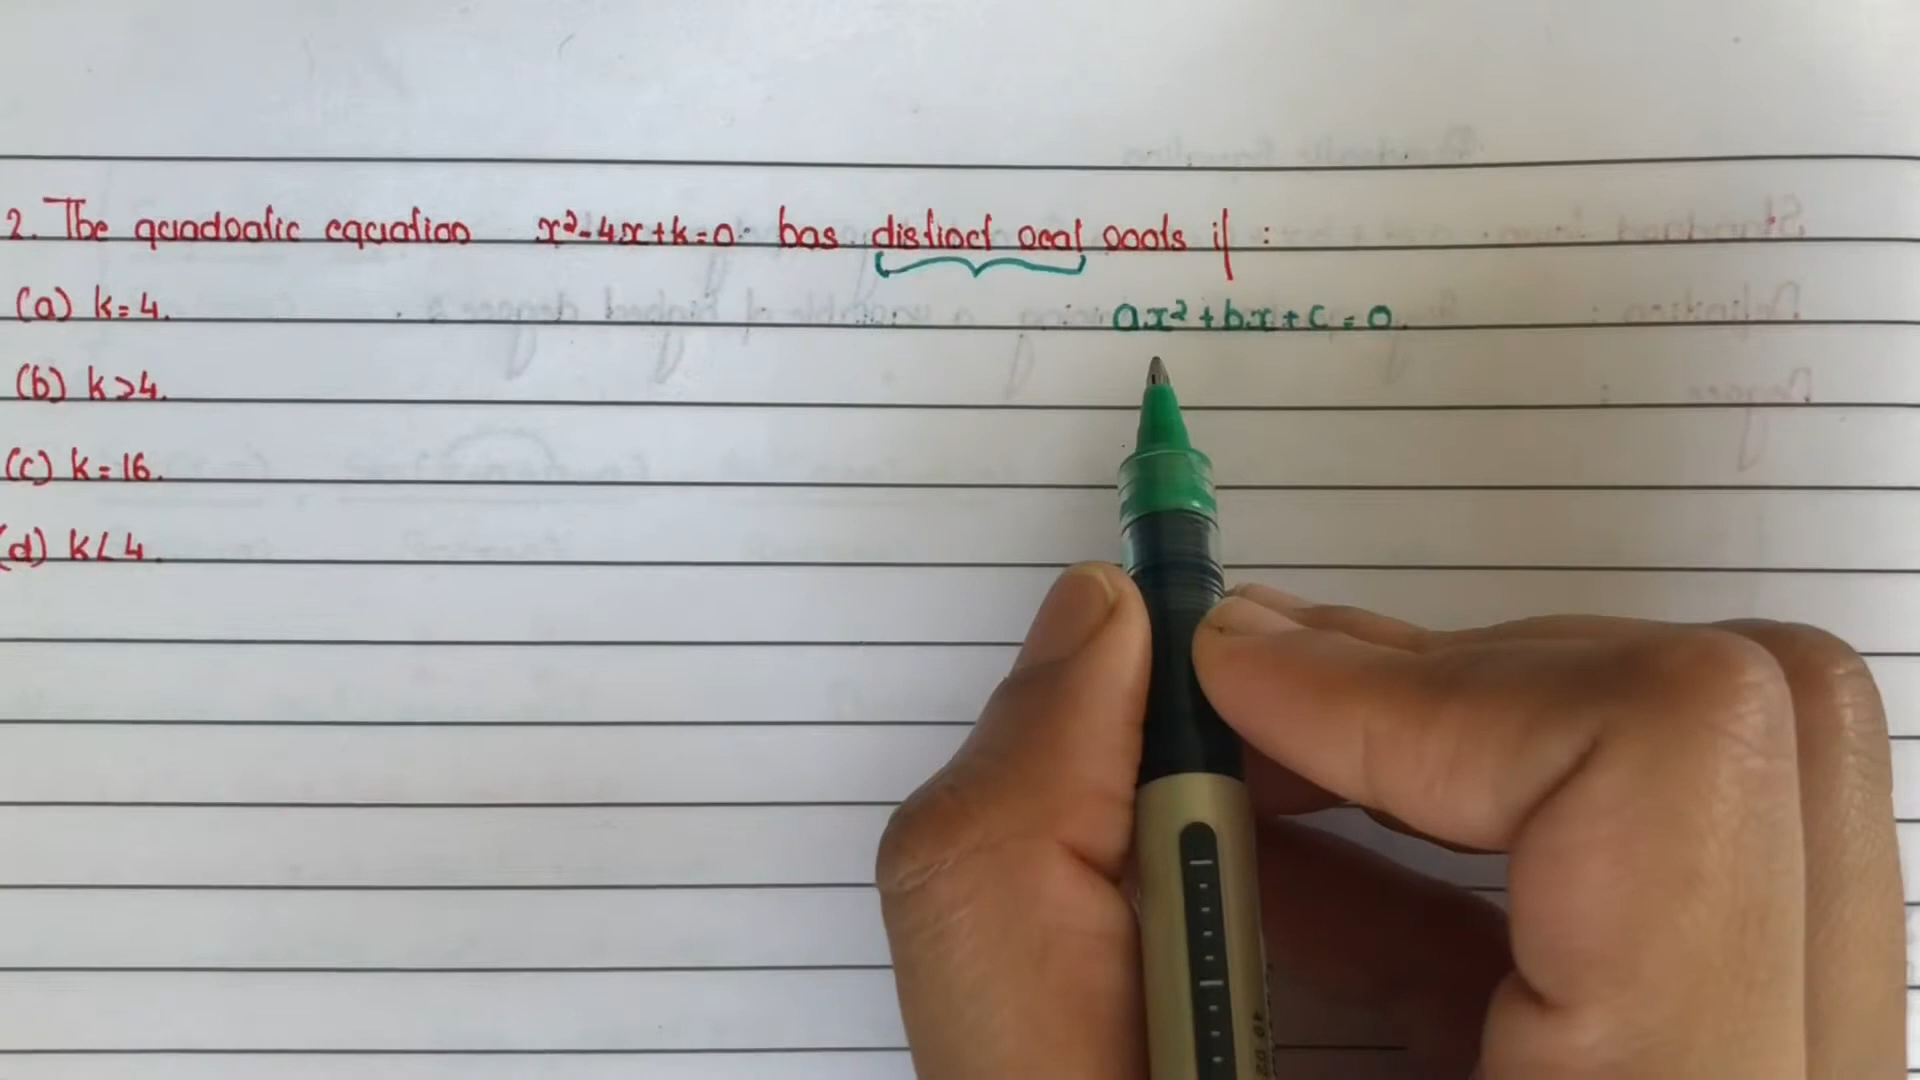 2. The quadratic equation x²-4x+k=0 has distinct real roots if :
(a) k=4.
ax²+bx+c=0.
(b) k>4.
(c) k=16.
(d) k<4.